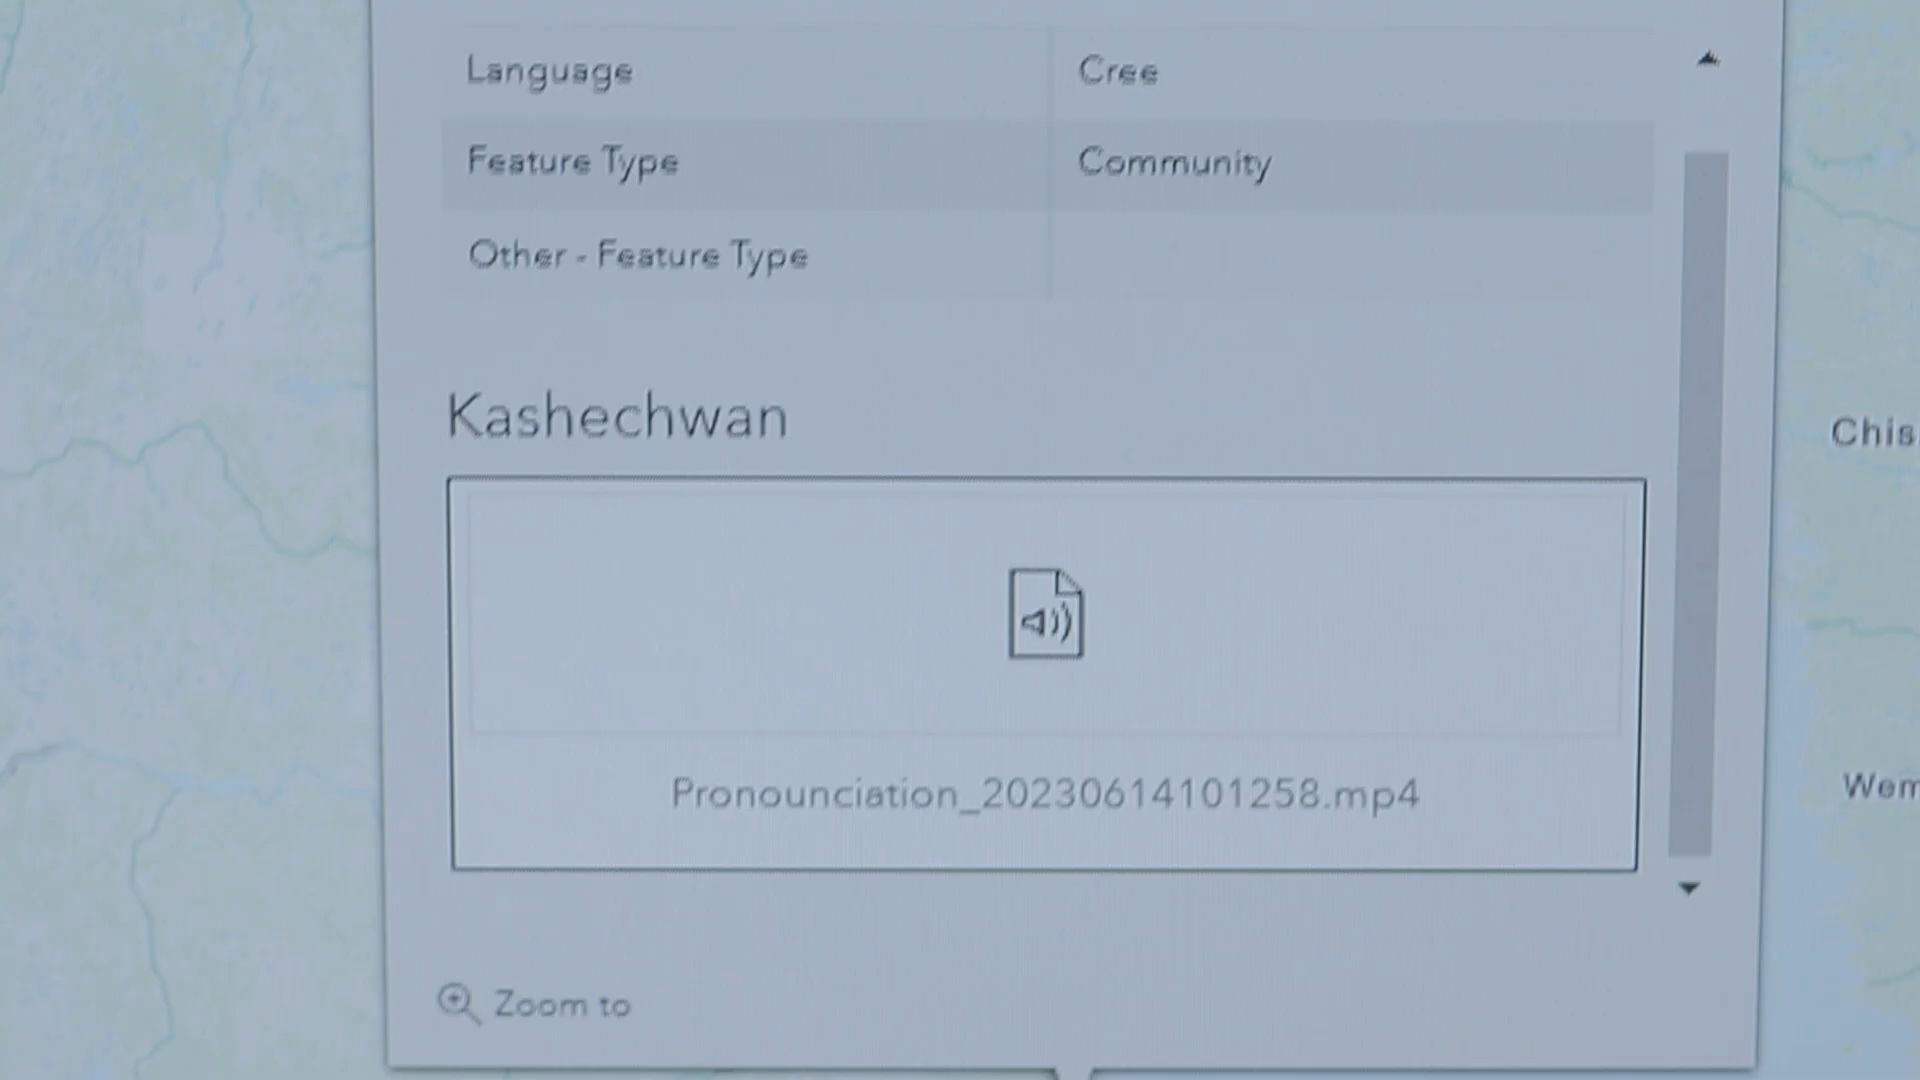 Language Cree
Feature Type Community
Other - Feature Type
Kashechwan
Chis
Pronounciation_20230614101258.mp4
Wem
Zoom to